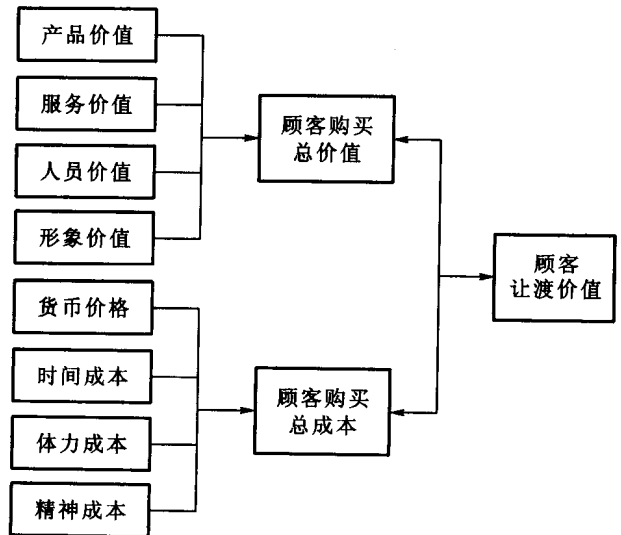 产品价值
服务价值
人员价值
形象价值
货币价格
时间成本
体力成本
精神成本
顾客购买
总价值
顾客购买
总成本
顾客
让渡价值